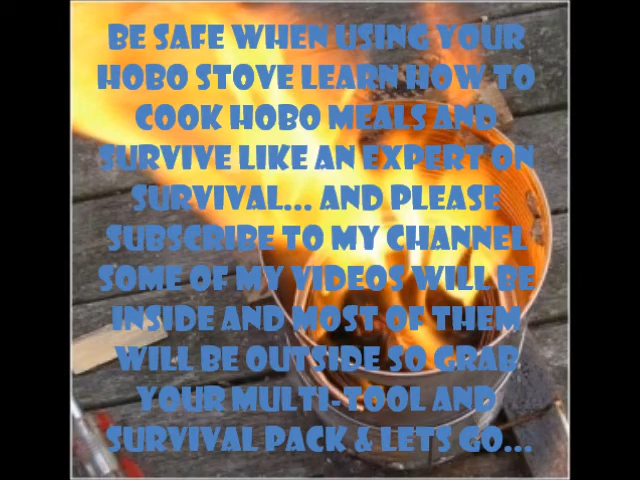 BE SAFE WHEN USING YOUR
HOBO STOVE LEARN HOW TO
COOK HOBO MEALS AND
SURVIVE LIKE AN EXPERT ON
SURVIVAL... AND PLEASE
SUBSCRIBE TO MY CHANNEL
SOME OF MY VIDEOS WILL BE
INSIDE AND MOST OF THEM
WILL BE OUTSIDE SO GRAB
YOUR MULTI-TOOL AND
SURVIVAL PACK & LETS GO...